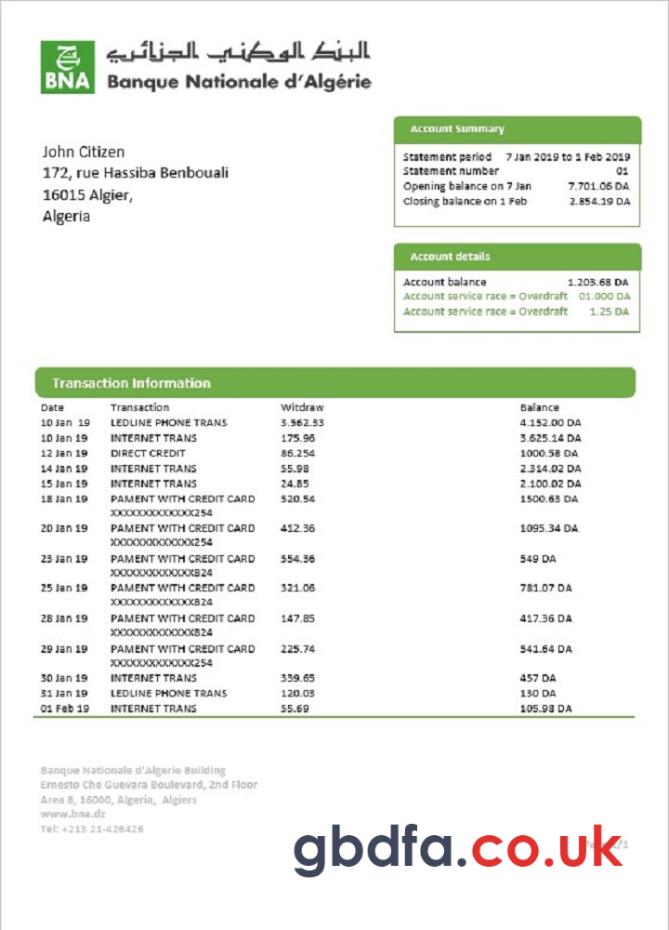 البنك الوطني الجزائري
BNA
Banque Nationale d'Algérie
John Citizen
172, rue Hassiba Benbouali
16015 Algier,
Algeria
Account Summary
Statement period 7 Jan 2019 to 1 Feb 2019
Statement number 01
Opening balance on 7 Jan 7.701.06 DA
Closing balance on 1 Feb 2.854.19 DA
Account details
Account balance 1.203.68 DA
Account service race = Overdraft 01.000 DA
Account service race = Overdraft 1.25 DA
Transaction Information
Date Transaction Witdraw Balance
10 Jan 19 LEDLINE PHONE TRANS 3.562.33 4.152.00 DA
10 Jan 19 INTERNET TRANS 175.96 3.625.14 DA
12 Jan 19 DIRECT CREDIT 86.254 1000.58 DA
14 Jan 19 INTERNET TRANS 55.98 2.314.02 DA
15 Jan 19 INTERNET TRANS 24.85 2.100.02 DA
18 Jan 19 PAMENT WITH CREDIT CARD 520.54 1500.63 DA
XXXXXXXXXXXXX254
20 Jan 19 PAMENT WITH CREDIT CARD 412.36 1095.34 DA
XXXXXXXXXXXXX254
23 Jan 19 PAMENT WITH CREDIT CARD 554.36 549 DA
XXXXXXXXXXXXX824
25 Jan 19 PAMENT WITH CREDIT CARD 321.06 781.07 DA
XXXXXXXXXXXXX824
28 Jan 19 PAMENT WITH CREDIT CARD 147.85 417.36 DA
XXXXXXXXXXXXX824
29 Jan 19 PAMENT WITH CREDIT CARD 225.74 541.64 DA
XXXXXXXXXXXXX254
30 Jan 19 INTERNET TRANS 339.65 457 DA
31 Jan 19 LEDLINE PHONE TRANS 120.03 130 DA
01 Feb 19 INTERNET TRANS 55.69 105.98 DA
Banque Nationale d'Algerie Building
Ernesto Che Guevara Boulevard, 2nd Floor
Area 8, 16000, Algeria, Algiers
www.bna.dz
Tel: +213 21-426426
gbdfa.co.uk